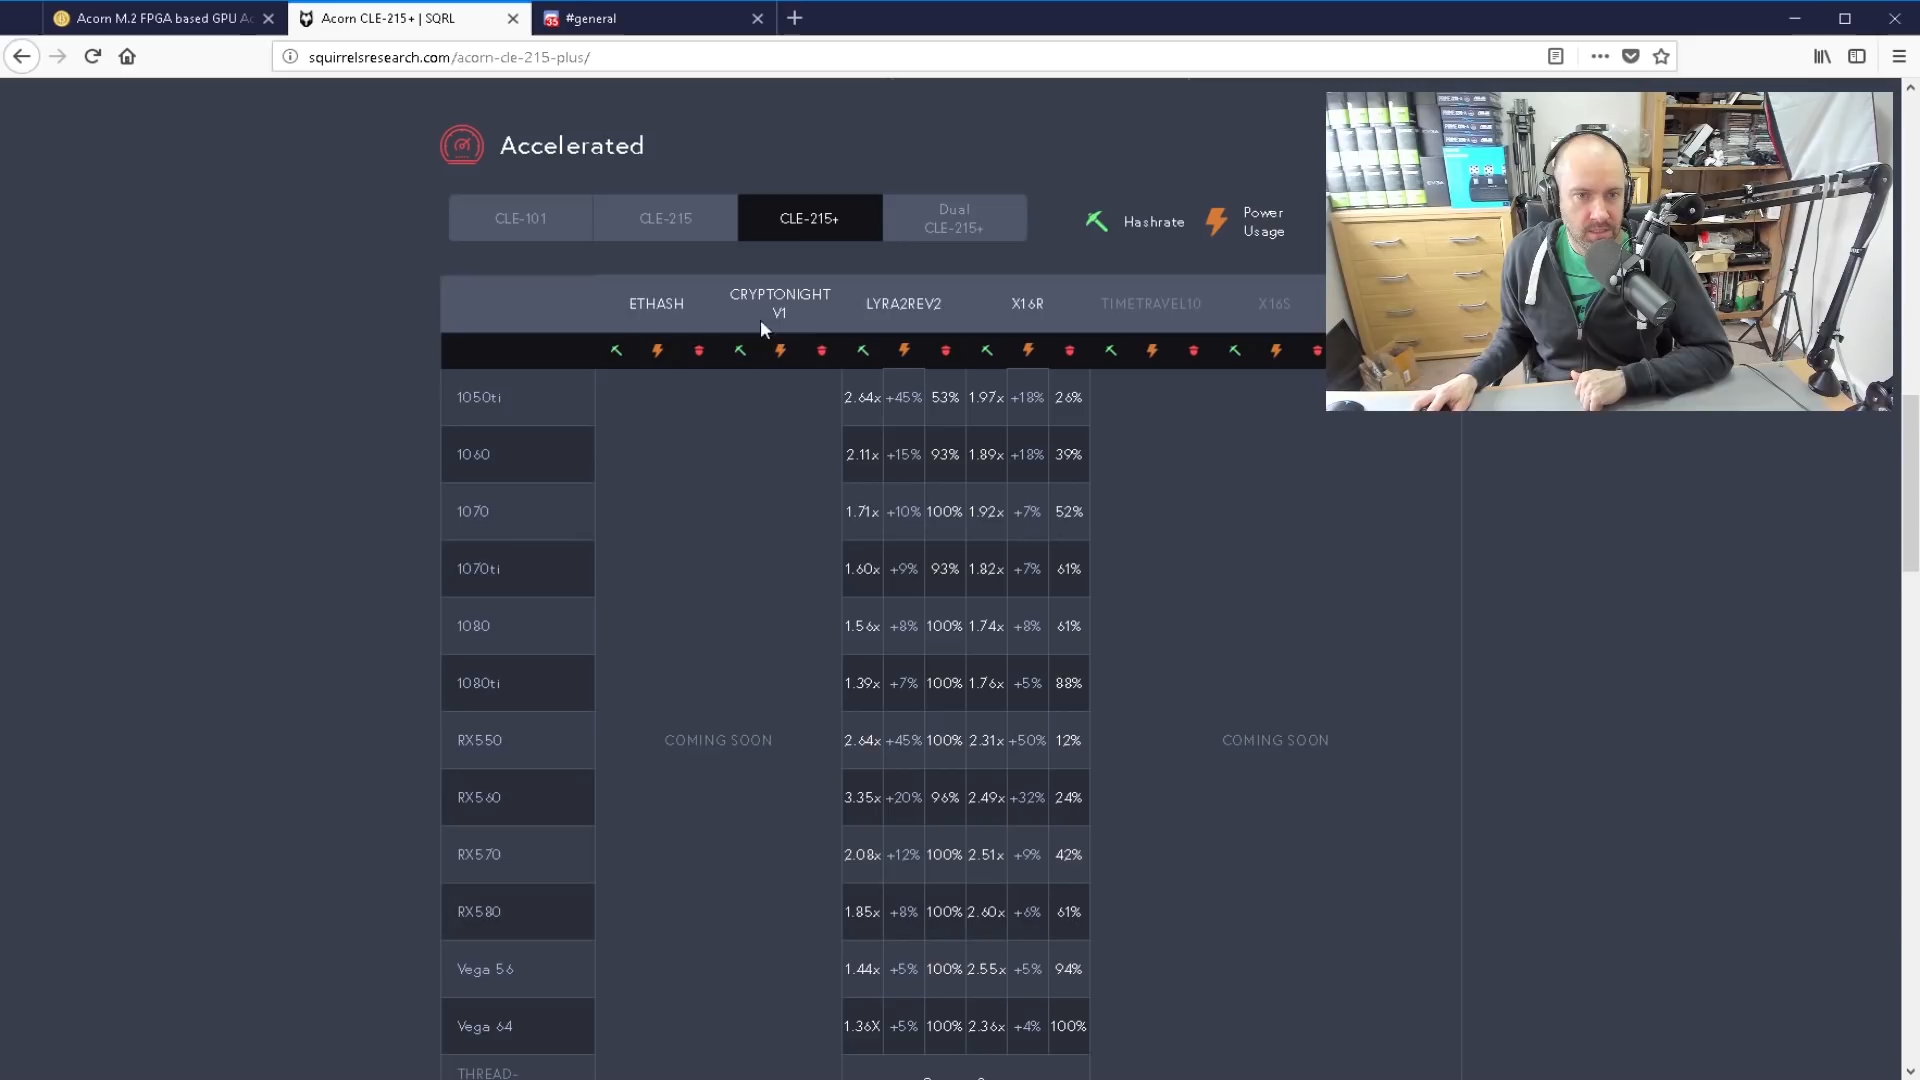 Acorn M.2 FPGA based GPU Ac
Acorn CLE-215+ | SQRL
#general
squirrelsresearch.com/acorn-cle-215-plus/
Accelerated
CLE-101
CLE-215
CLE-215+
Dual
CLE-215+
Hashrate
Power
Usage
ETHASH
CRYPTONIGHT
V1
LYRA2REV2
X16R
TIMETRAVEL10
X16S
1050ti 2.64x +45% 53% 1.97x +18% 26%
1060 2.11x +15% 93% 1.89x +18% 39%
1070 1.71x +10% 100% 1.92x +7% 52%
1070ti 1.60x +9% 93% 1.82x +7% 61%
1080 1.56x +8% 100% 1.74x +8% 61%
1080ti 1.39x +7% 100% 1.76x +5% 88%
RX550 COMING SOON 2.64x +45% 100% 2.31x +50% 12% COMING SOON
RX560 3.35x +20% 96% 2.49x +32% 24%
RX570 2.08x +12% 100% 2.51x +9% 42%
RX580 1.85x +8% 100% 2.60x +6% 61%
Vega 56 1.44x +5% 100% 2.55x +5% 94%
Vega 64 1.36X +5% 100% 2.36x +4% 100%
THREAD-